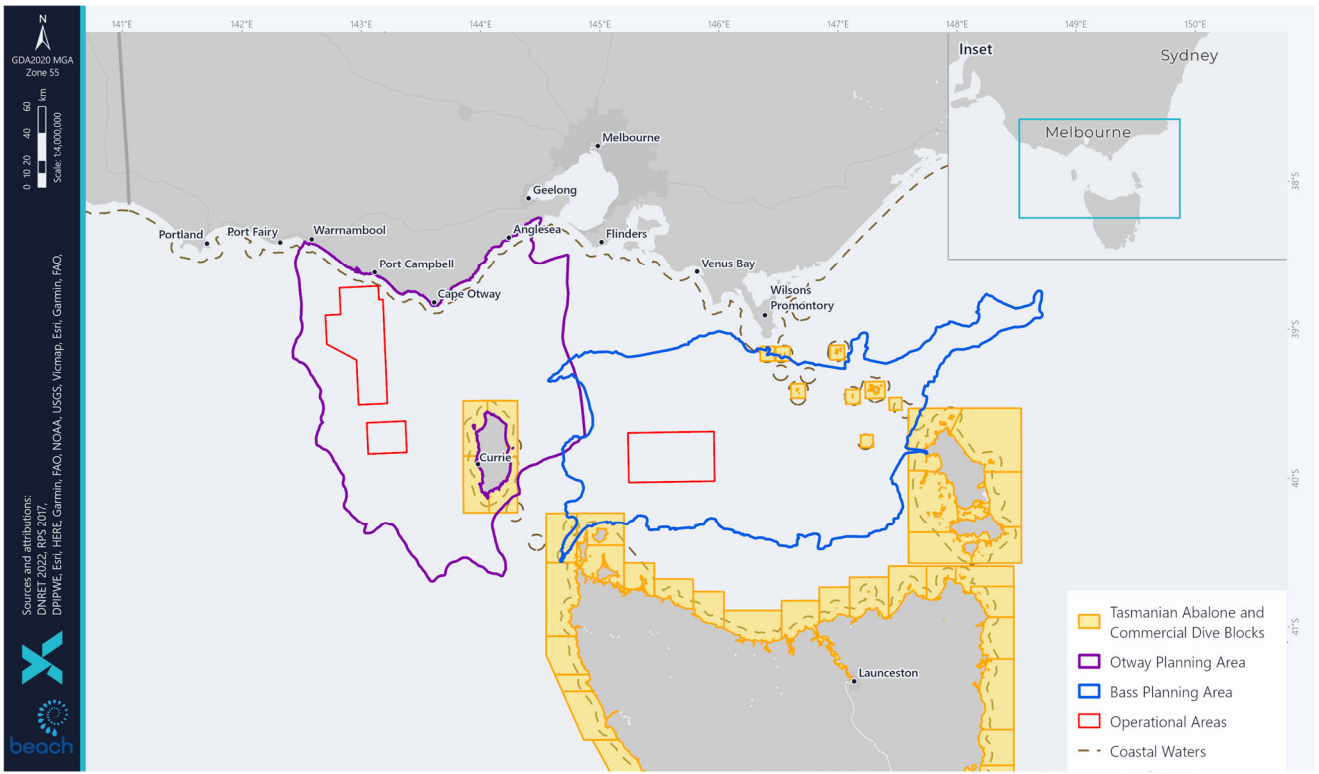 N
GDA2020 MGA
Zone 55
0 10 20 40 60
km
Scale: 1:4,000,000
Sources and attributions:
DNRET 2022, RPS 2017,
DPIPWE, Esri, HERE, Garmin, FAO, NOAA, USGS, Vicmap, Esri, Garmin, FAO,
beach
141°E 142°E 143°E 144°E 145°E 146°E 147°E 148°E 149°E 150°E
38°S
39°S
40°S
41°S
Inset
Sydney
Melbourne
Melbourne
Geelong
Portland
Port Fairy
Warrnambool
Anglesea
Flinders
Port Campbell
Cape Otway
Venus Bay
Wilsons
Promontory
Currie
Launceston
Tasmanian Abalone and
Commercial Dive Blocks
Otway Planning Area
Bass Planning Area
Operational Areas
Coastal Waters